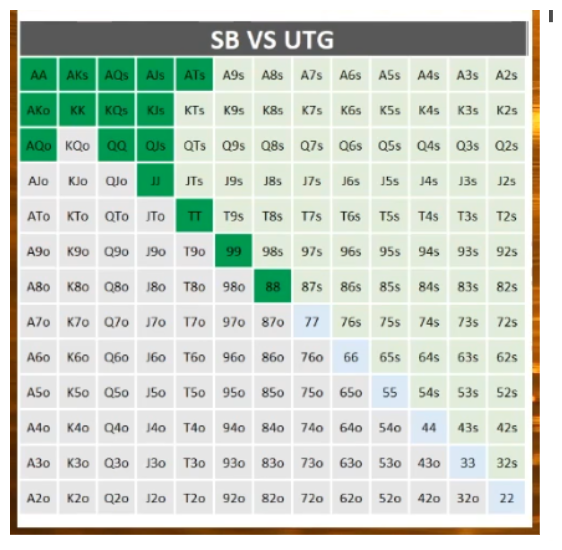 SB VS UTG
AA AKs AQs AJs ATs A9s A8s A7s A6s A5s A4s A3s A2s
AKo KK KQs KJs KTs K9s K8s K7s K6s K5s K4s K3s K2s
AQo KQo QQ QJs QTs Q9s Q8s Q7s Q6s Q5s Q4s Q3s Q2s
AJo KJo QJo JJ JTs J9s J8s J7s J6s J5s J4s J3s J2s
ATo KTo QTo JTo TT T9s T8s T7s T6s T5s T4s T3s T2s
A9o K9o Q9o J9o T9o 99 98s 97s 96s 95s 94s 93s 92s
A8o K8o Q8o J8o T8o 98o 88 87s 86s 85s 84s 83s 82s
A7o K7o Q7o J7o T7o 97o 87o 77 76s 75s 74s 73s 72s
A6o K6o Q6o J6o T6o 96o 86o 76o 66 65s 64s 63s 62s
A5o K5o Q5o J5o T5o 95o 85o 75o 65o 55 54s 53s 52s
A4o K4o Q4o J4o T4o 94o 84o 74o 64o 54o 44 43s 42s
A3o K3o Q3o J3o T3o 93o 83o 73o 63o 53o 43o 33 32s
A2o K2o Q2o J2o T2o 92o 82o 72o 62o 52o 42o 32o 22